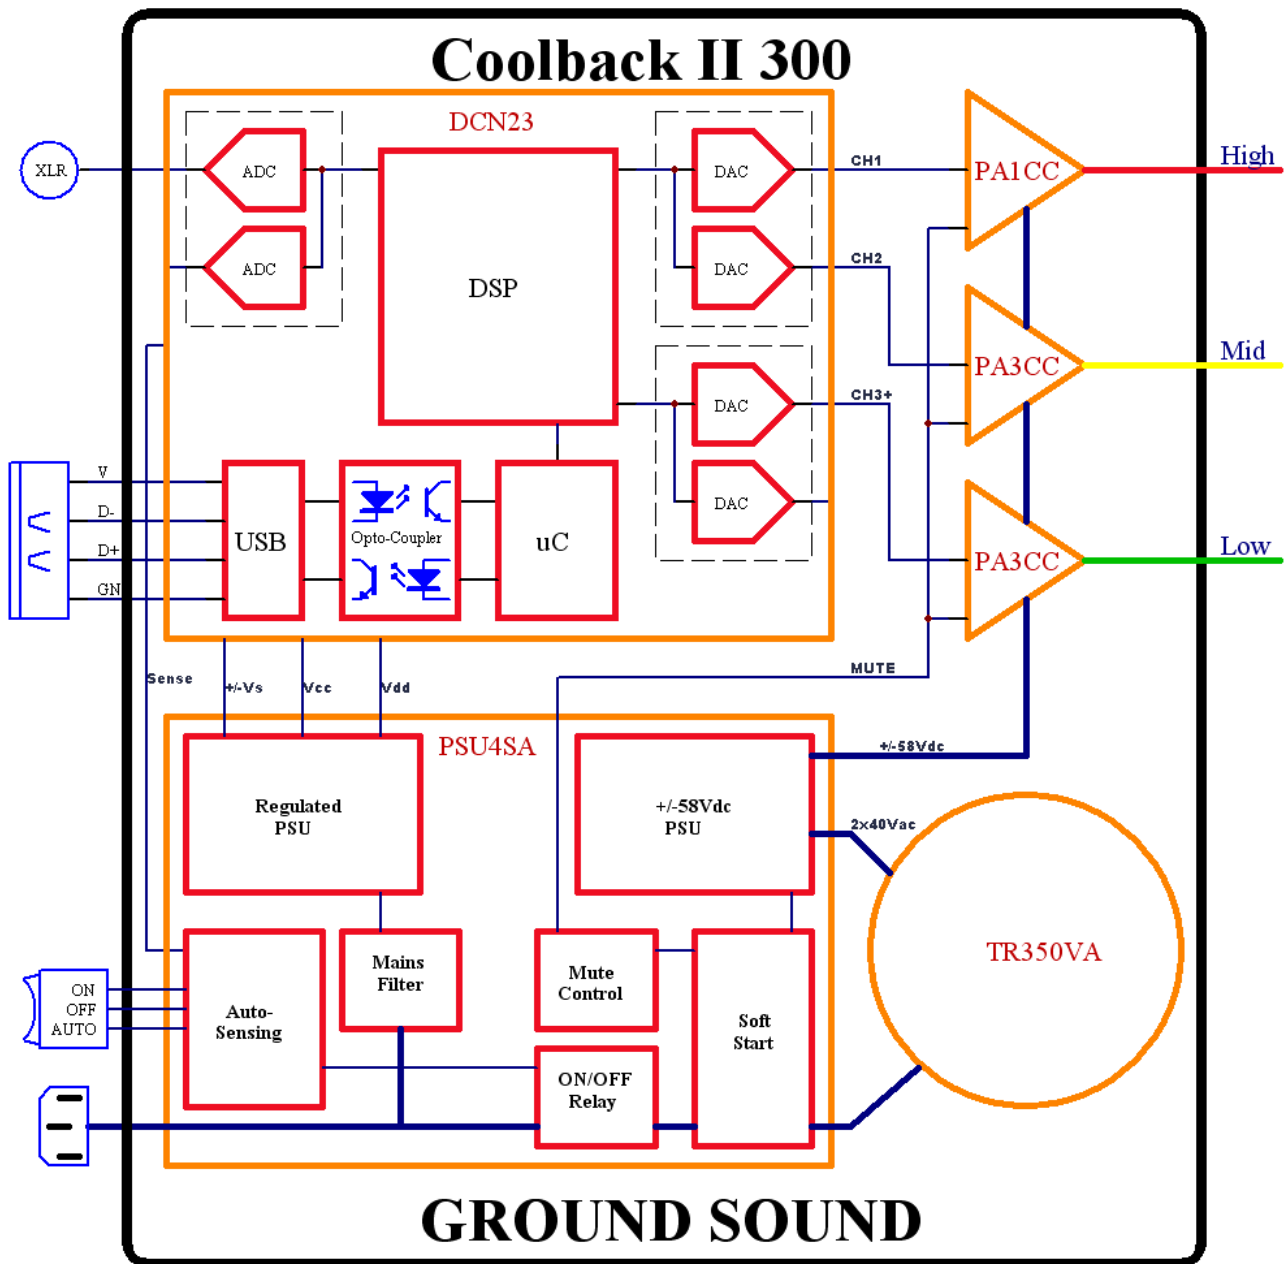 Coolback II 300
DCN23
XLR
ADC
ADC
DSP
DAC
DAC
DAC
DAC
CH1
CH2
CH3+
PA1CC
PA3CC
PA3CC
High
Mid
Low
V
D-
D+
GN
USB
Opto-Coupler
uC
Sense
+/-Vs
Vcc
Vdd
MUTE
PSU4SA
Regulated
PSU
+/-58Vdc
PSU
+/-58Vdc
2x40Vac
TR350VA
ON
OFF
AUTO
Auto-
Sensing
Mains
Filter
Mute
Control
ON/OFF
Relay
Soft
Start
GROUND SOUND